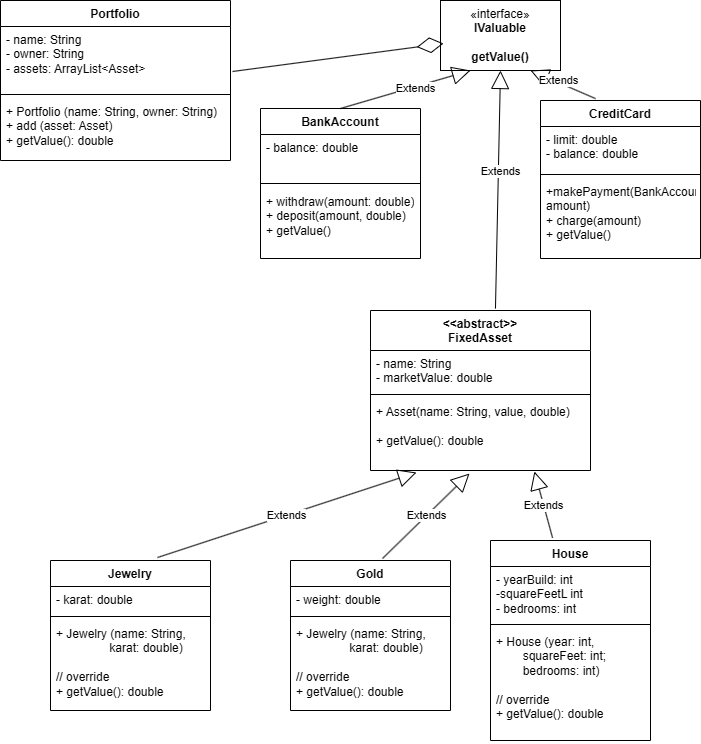 Portfolio
- name: String
- owner: String
- assets: ArrayList<Asset>
+ Portfolio (name: String, owner: String)
+ add (asset: Asset)
+ getValue(): double
«interface»
IValuable
getValue()
Extends
Extends
Extends
BankAccount
- balance: double
+ withdraw(amount: double)
+ deposit(amount, double)
+ getValue()
CreditCard
- limit: double
- balance: double
+makePayment(BankAccou
amount)
+ charge(amount)
+ getValue()
<<abstract>>
FixedAsset
- name: String
- marketValue: double
+ Asset(name: String, value, double)
+ getValue(): double
Extends
Extends
Extends
Jewelry
- karat: double
+ Jewelry (name: String,
karat: double)
// override
+ getValue(): double
Gold
- weight: double
+ Jewelry (name: String,
karat: double)
// override
+ getValue(): double
House
- yearBuild: int
-squareFeetL int
- bedrooms: int
+ House (year: int,
squareFeet: int;
bedrooms: int)
// override
+ getValue(): double